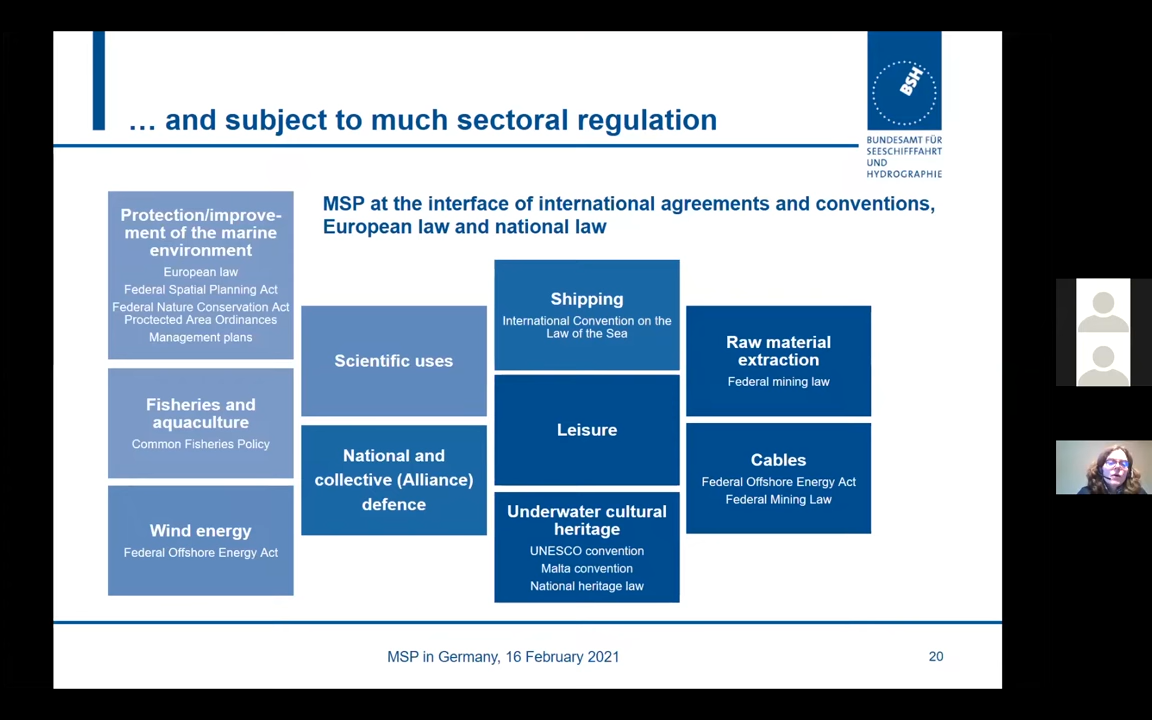 … and subject to much sectoral regulation
BSH
BUNDESAMT FÜR
SEESCHIFFFAHRT
UND
HYDROGRAPHIE
MSP at the interface of international agreements and conventions,
European law and national law
Protection/improve-
ment of the marine
environment
European law
Federal Spatial Planning Act
Federal Nature Conservation Act
Proctected Area Ordinances
Management plans
Fisheries and
aquaculture
Common Fisheries Policy
Wind energy
Federal Offshore Energy Act
Scientific uses
National and
collective (Alliance)
defence
Shipping
International Convention on the
Law of the Sea
Leisure
Underwater cultural
heritage
UNESCO convention
Malta convention
National heritage law
Raw material
extraction
Federal mining law
Cables
Federal Offshore Energy Act
Federal Mining Law
MSP in Germany, 16 February 2021
20